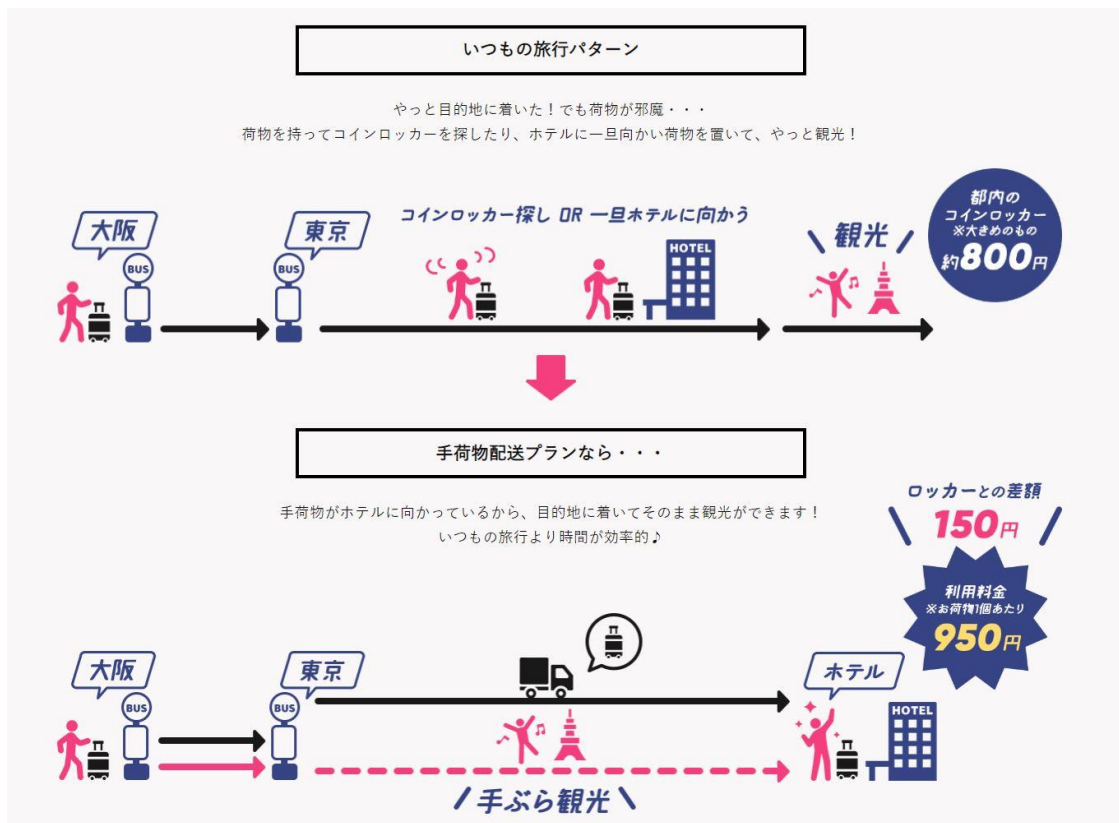 いつもの旅行パターン
やっと目的地に着いた！でも荷物が邪魔・・・
荷物を持ってコインロッカーを探したり、ホテルに一旦向かい荷物を置いて、やっと観光！
大阪
BUS
東京
BUS
コインロッカー探し OR 一旦ホテルに向かう
HOTEL
観光
都内の
コインロッカー
※大きめのもの
約800円
手荷物配送プランなら・・・
手荷物がホテルに向かっているから、目的地に着いてそのまま観光ができます！
いつもの旅行より時間が効率的♪
ロッカーとの差額
150円
利用料金
※お荷物1個あたり
950円
大阪
BUS
東京
BUS
ホテル
HOTEL
手ぶら観光